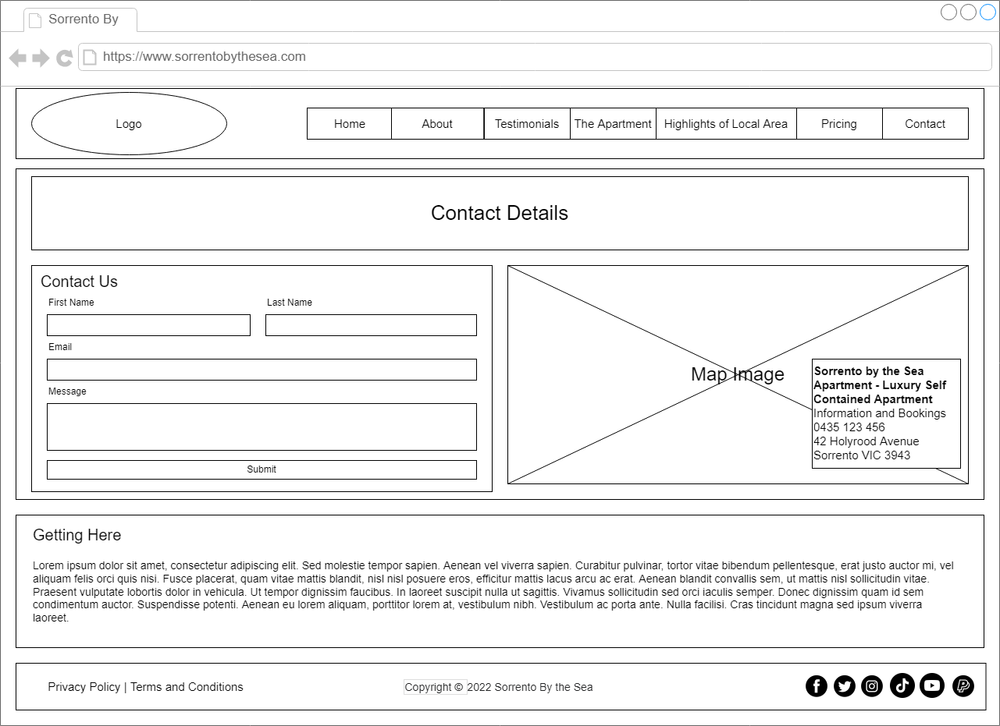 Sorrento By
https://www.sorrentobythesea.com
Logo
Home
About
Testimonials
The Apartment
Highlights of Local Area
Pricing
Contact
Contact Details
Contact Us
First Name
Last Name
Email
Message
Submit
Map Image
Sorrento by the Sea
Apartment - Luxury Self
Contained Apartment
Information and Bookings
0435 123 456
42 Holyrood Avenue
Sorrento VIC 3943
Getting Here
Lorem ipsum dolor sit amet, consectetur adipiscing elit. Sed molestie tempor sapien. Aenean vel viverra sapien. Curabitur pulvinar, tortor vitae bibendum pellentesque, erat justo auctor mi, vel
aliquam felis orci quis nisi. Fusce placerat, quam vitae mattis blandit, nisl nisl posuere eros, efficitur mattis lacus arcu ac erat. Aenean blandit convallis sem, ut mattis nisl sollicitudin vitae.
Praesent vulputate lobortis dolor in vehicula. Ut tempor dignissim faucibus. In laoreet suscipit nulla ut sagittis. Vivamus sollicitudin sed orci iaculis semper. Donec dignissim quam id sem
condimentum auctor. Suspendisse potenti. Aenean eu lorem aliquam, porttitor lorem at, vestibulum nibh. Vestibulum ac porta ante. Nulla facilisi. Cras tincidunt magna sed ipsum viverra
laoreet.
Privacy Policy | Terms and Conditions
Copyright © 2022 Sorrento By the Sea